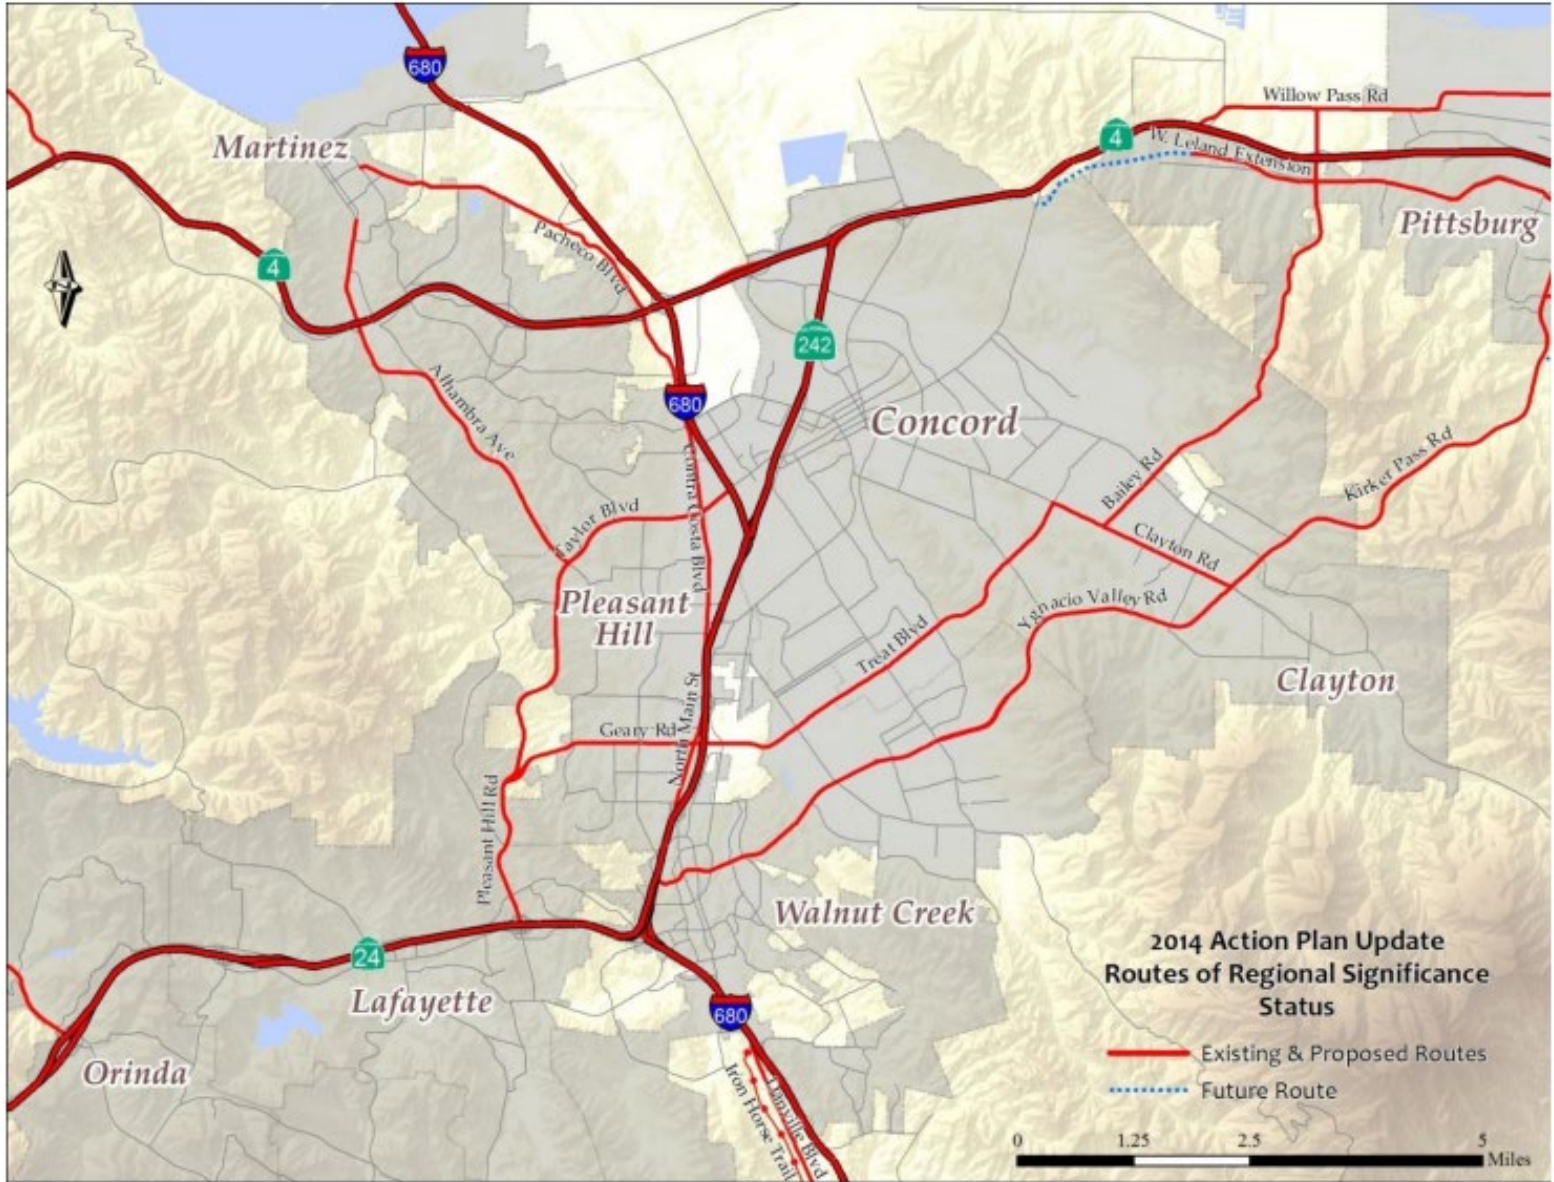 680
Willow Pass Rd
4
W. Leland Extension
Martinez
Pittsburg
Pacheco Blvd
4
242
680
Concord
Alhambra Ave
Contra Costa Blvd
Bailey Rd
Kirker Pass Rd
Taylor Blvd
Clayton Rd
Pleasant
Hill
Ygnacio Valley Rd
Treat Blvd
Clayton
Geary Rd
North Main St
Pleasant Hill Rd
Walnut Creek
24
Lafayette
680
Orinda
Iron Horse Trail
Danville Blvd
2014 Action Plan Update
Routes of Regional Significance
Status
Existing & Proposed Routes
Future Route
0 1.25 2.5 5
Miles